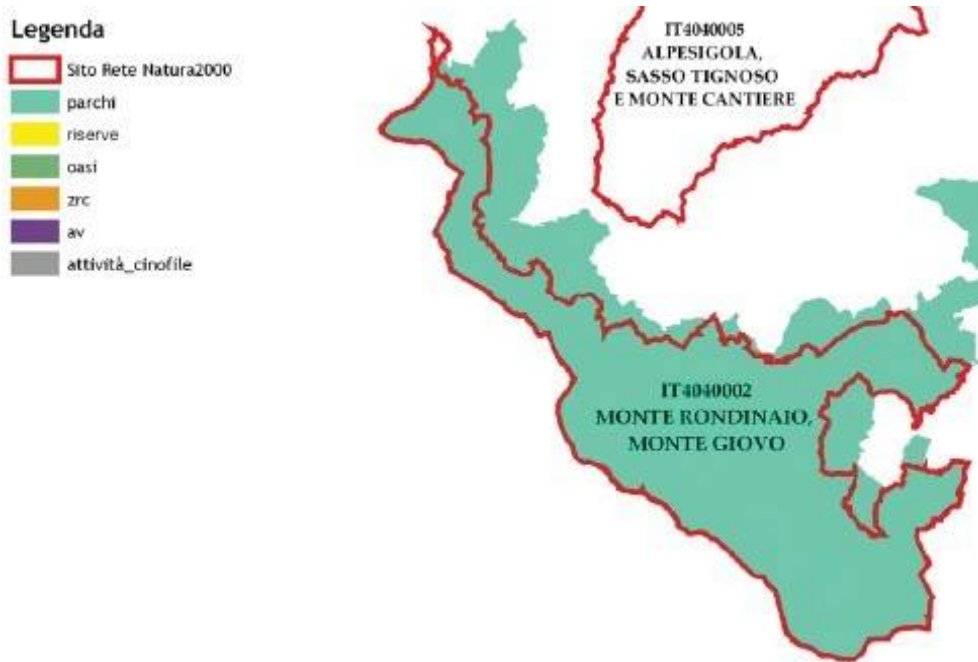 Legenda
Sito Rete Natura2000
parchi
riserve
oasi
zrc
av
attività_cinofile
IT4040005
ALPESIGOLA,
SASSO TIGNOSO
E MONTE CANTIERE
IT4040002
MONTE RONDINAIO,
MONTE GIOVO